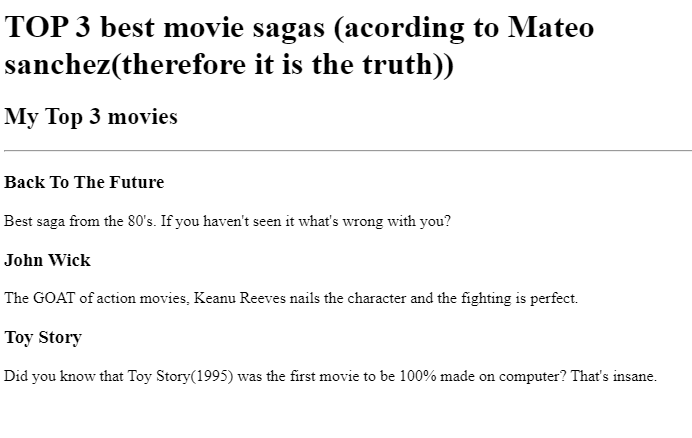 TOP 3 best movie sagas (acording to Mateo
sanchez(therefore it is the truth))
My Top 3 movies
Back To The Future
Best saga from the 80's. If you haven't seen it what's wrong with you?
John Wick
The GOAT of action movies, Keanu Reeves nails the character and the fighting is perfect.
Toy Story
Did you know that Toy Story(1995) was the first movie to be 100% made on computer? That's insane.